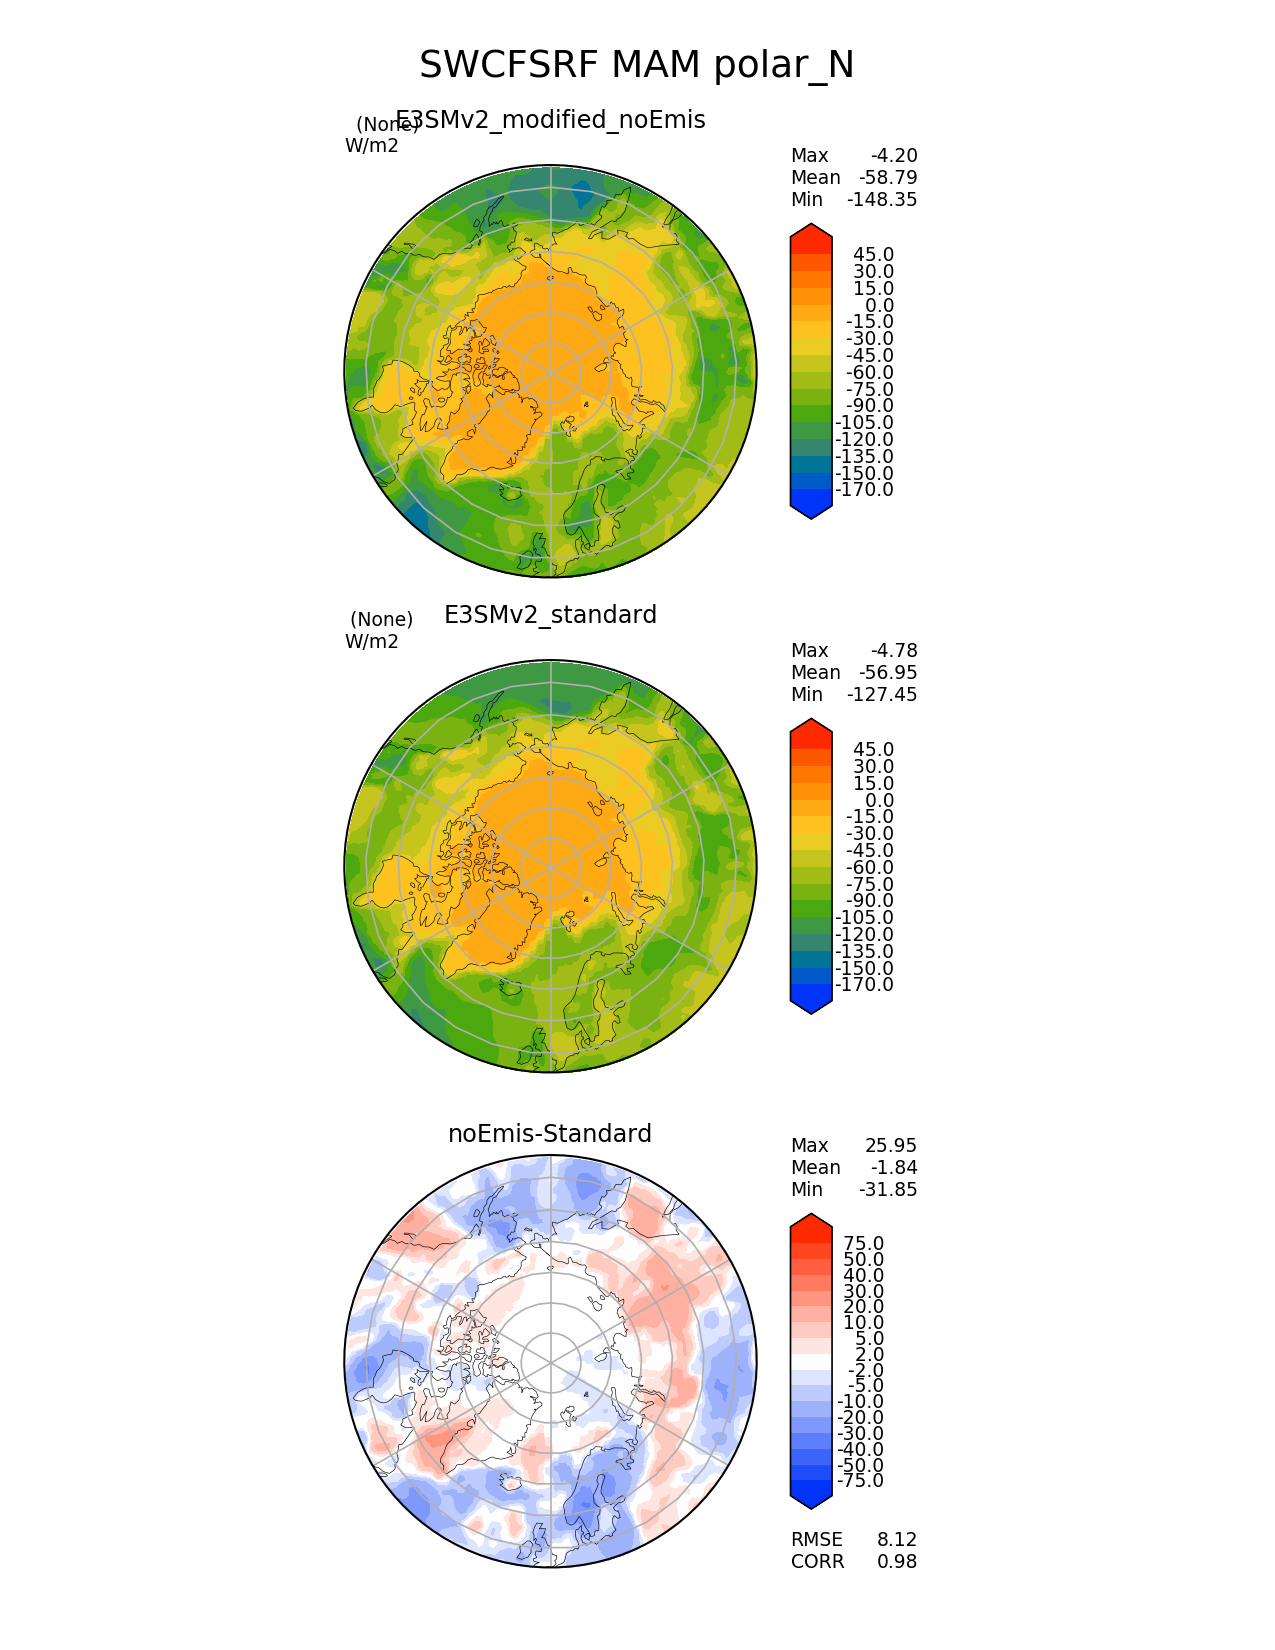 SWCFSRF MAM polar_N
(None)
E3SMv2_modified_noEmis
W/m2
Max -4.20
Mean -58.79
Min -148.35
45.0
30.0
15.0
0.0
-15.0
-30.0
-45.0
-60.0
-75.0
-90.0
-105.0
-120.0
-135.0
-150.0
-170.0
(None)
E3SMv2_standard
W/m2
Max -4.78
Mean -56.95
Min -127.45
45.0
30.0
15.0
0.0
-15.0
-30.0
-45.0
-60.0
-75.0
-90.0
-105.0
-120.0
-135.0
-150.0
-170.0
noEmis-Standard
Max 25.95
Mean -1.84
Min -31.85
75.0
50.0
40.0
30.0
20.0
10.0
5.0
2.0
-2.0
-5.0
-10.0
-20.0
-30.0
-40.0
-50.0
-75.0
RMSE 8.12
CORR 0.98